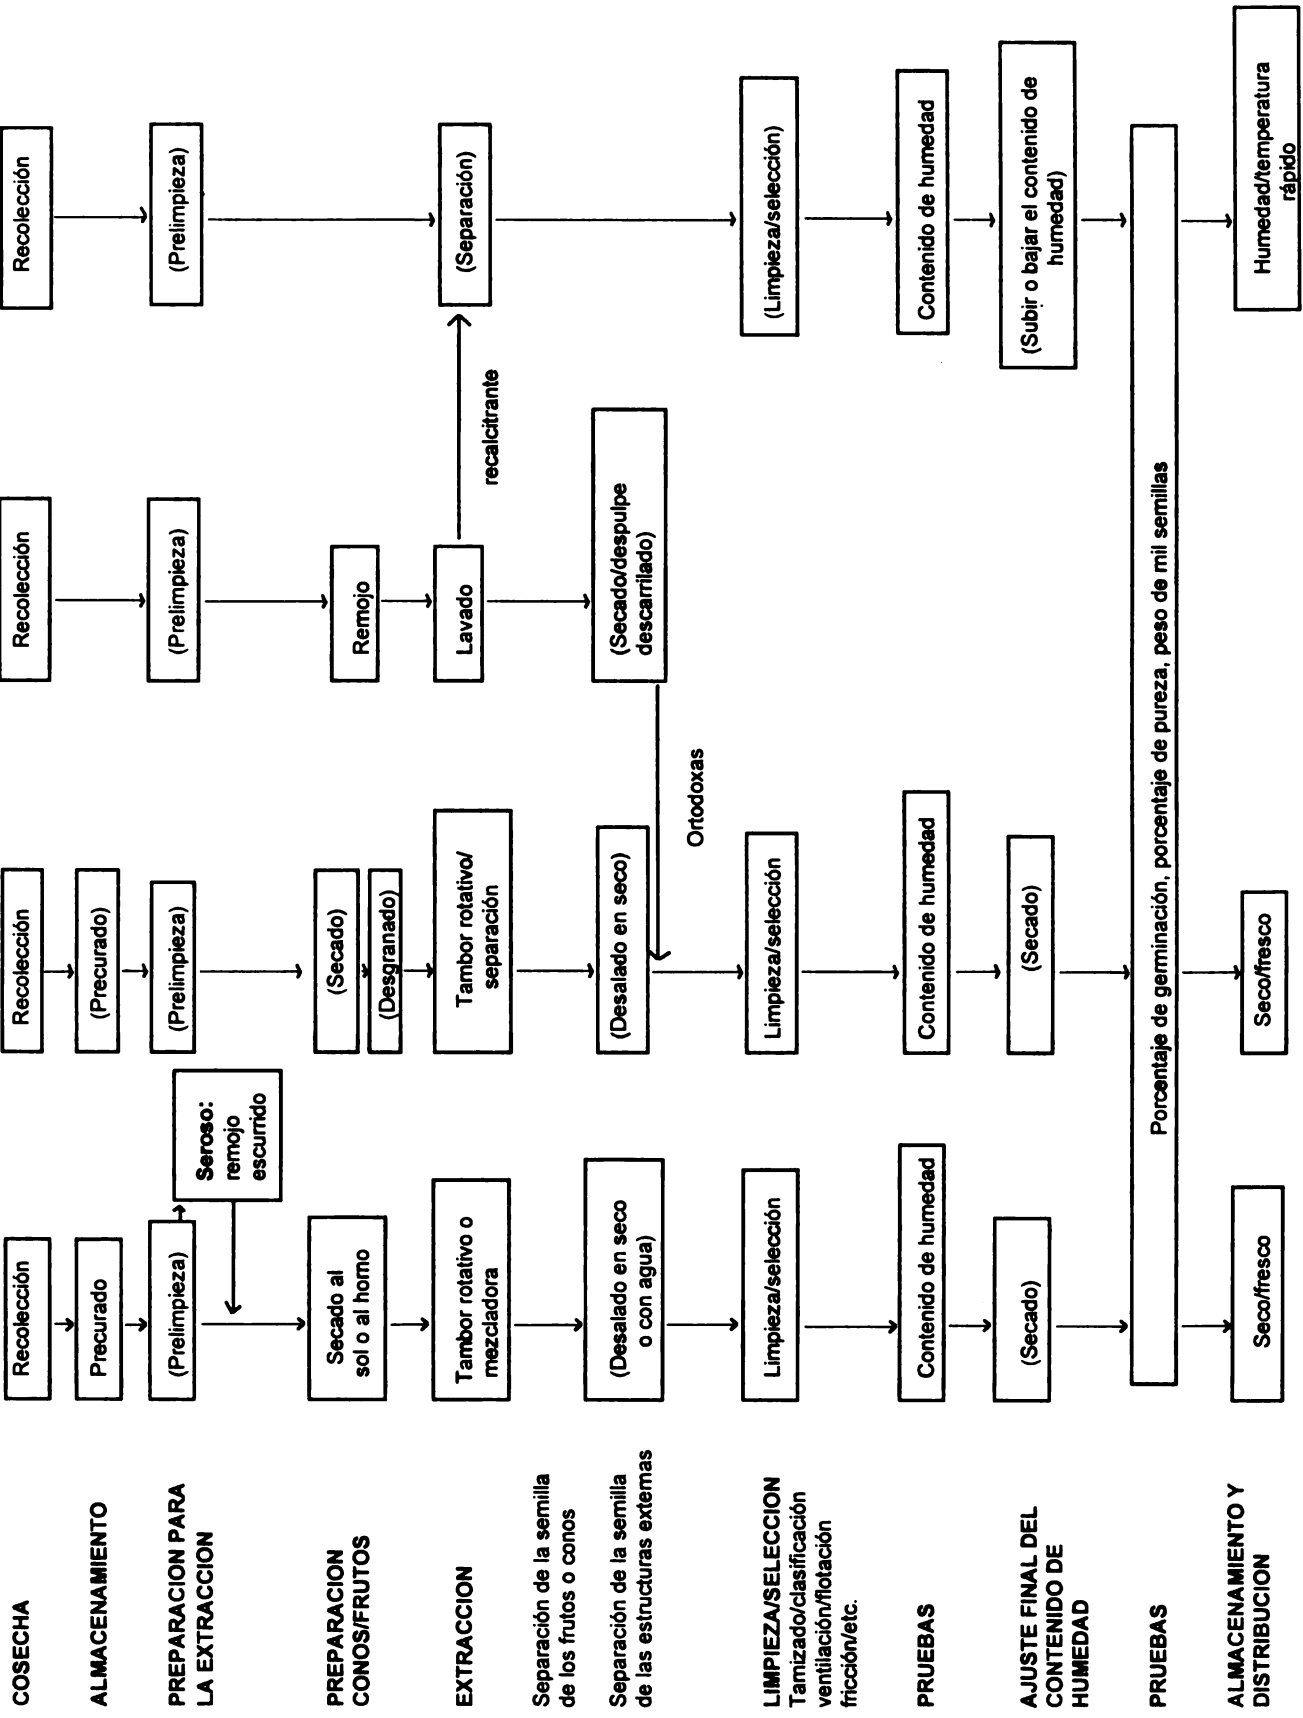 COSECHA
Recolección
Recolección
Recolección
Recolección
ALMACENAMIENTO
Precurado
(Precurado)
PREPARACION PARA
LA EXTRACCION
(Prelimpieza)
Seroso:
remojo
escurrido
(Prelimpieza)
(Prelimpieza)
(Prelimpieza)
PREPARACION
CONOS/FRUTOS
Secado al
sol o al horno
(Secado)
(Desgranado)
Remojo
EXTRACCION
Tambor rotativo o
mezcladora
Tambor rotativo/
separación
Lavado
recalcitrante
(Separación)
Separación de la semilla
de los frutos o conos
Separación de la semilla
de las estructuras externas
(Desalado en seco
o con agua)
(Desalado en seco)
(Secado/despulpe
descarrilado)
Ortodoxas
LIMPIEZA/SELECCION
Tamizado/clasificación
ventilación/flotación
fricción/etc.
Limpieza/selección
Limpieza/selección
(Limpieza/selección)
PRUEBAS
Contenido de humedad
Contenido de humedad
Contenido de humedad
AJUSTE FINAL DEL
CONTENIDO DE
HUMEDAD
(Secado)
(Secado)
(Subir o bajar el contenido de
humedad)
PRUEBAS
Porcentaje de germinación, porcentaje de pureza, peso de mil semillas
ALMACENAMIENTO Y
DISTRIBUCION
Seco/fresco
Seco/fresco
Humedad/temperatura
rápido